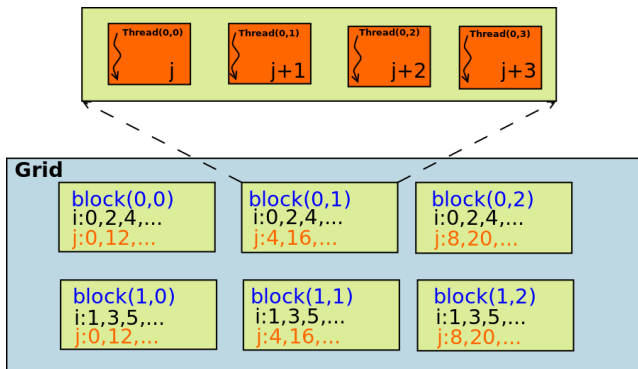 Thread(0,0) Thread(0,1) Thread(0,2) Thread(0,3)
j j+1 j+2 j+3
Grid
block(0,0) block(0,1) block(0,2)
i:0,2,4,... i:0,2,4,... i:0,2,4,...
j:0,12,... j:4,16,... j:8,20,...
block(1,0) block(1,1) block(1,2)
i:1,3,5,... i:1,3,5,... i:1,3,5,...
j:0,12,... j:4,16,... j:8,20,...